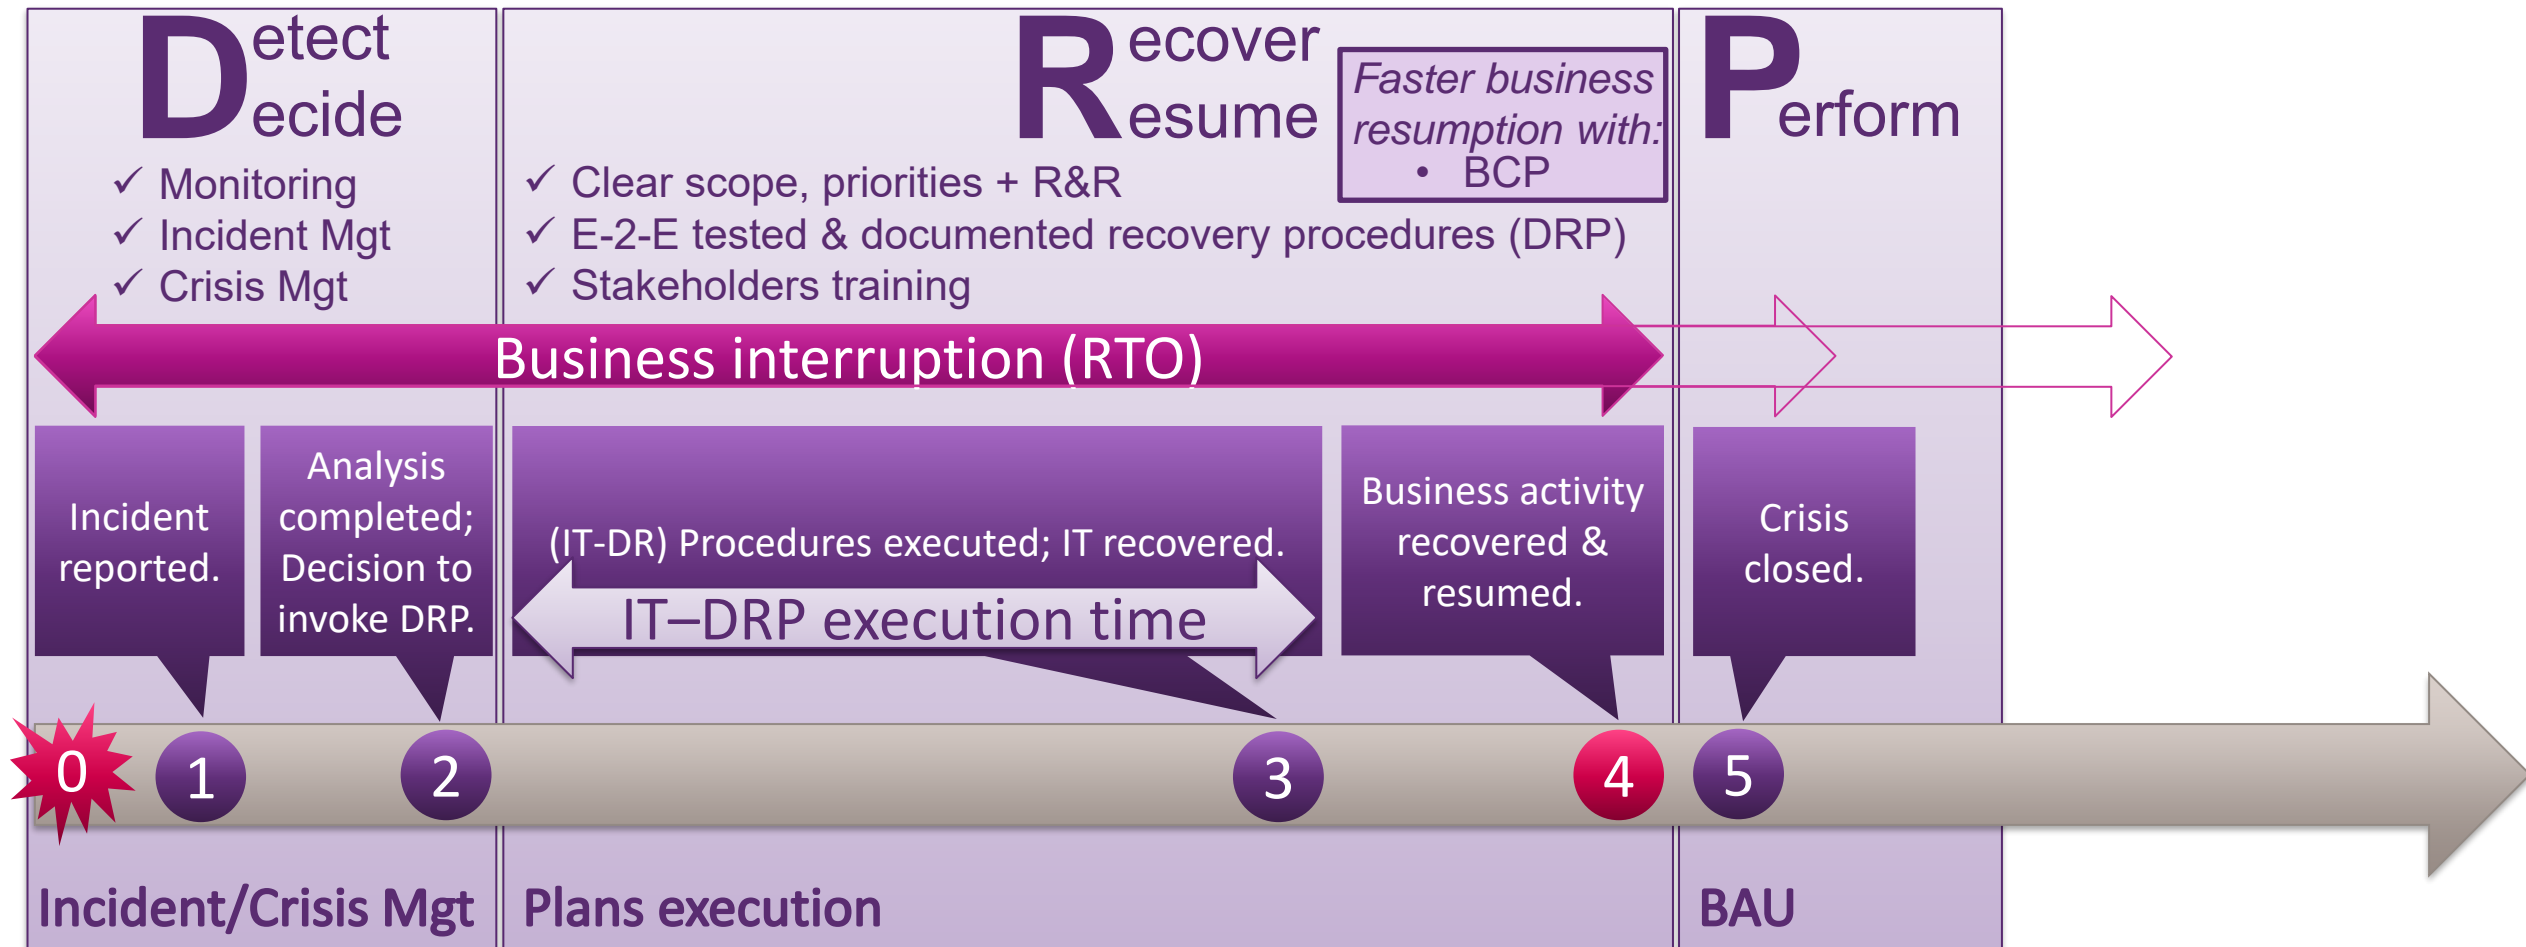 Detect
Decide
✓ Monitoring
✓ Incident Mgt
✓ Crisis Mgt
Recover
Resume
Faster business
resumption with:
• BCP
✓ Clear scope, priorities + R&R
✓ E-2-E tested & documented recovery procedures (DRP)
✓ Stakeholders training
Perform
Business interruption (RTO)
Incident
reported.
Analysis
completed;
Decision to
invoke DRP.
(IT-DR) Procedures executed; IT recovered.
IT–DRP execution time
Business activity
recovered &
resumed.
Crisis
closed.
0
1
2
3
4
5
Incident/Crisis Mgt
Plans execution
BAU